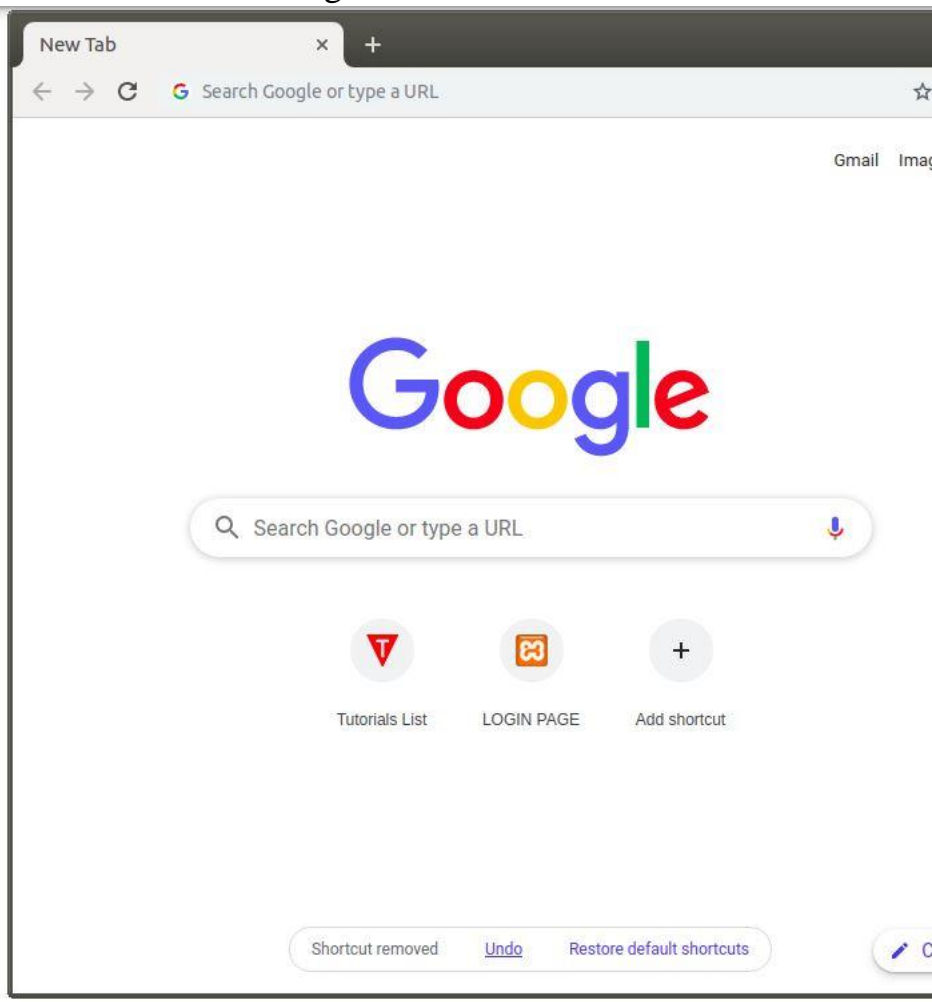 New Tab
Search Google or type a URL
Gmail
Google
Search Google or type a URL
T
Tutorials List LOGIN PAGE Add shortcut
Shortcut removed Undo Restore default shortcuts